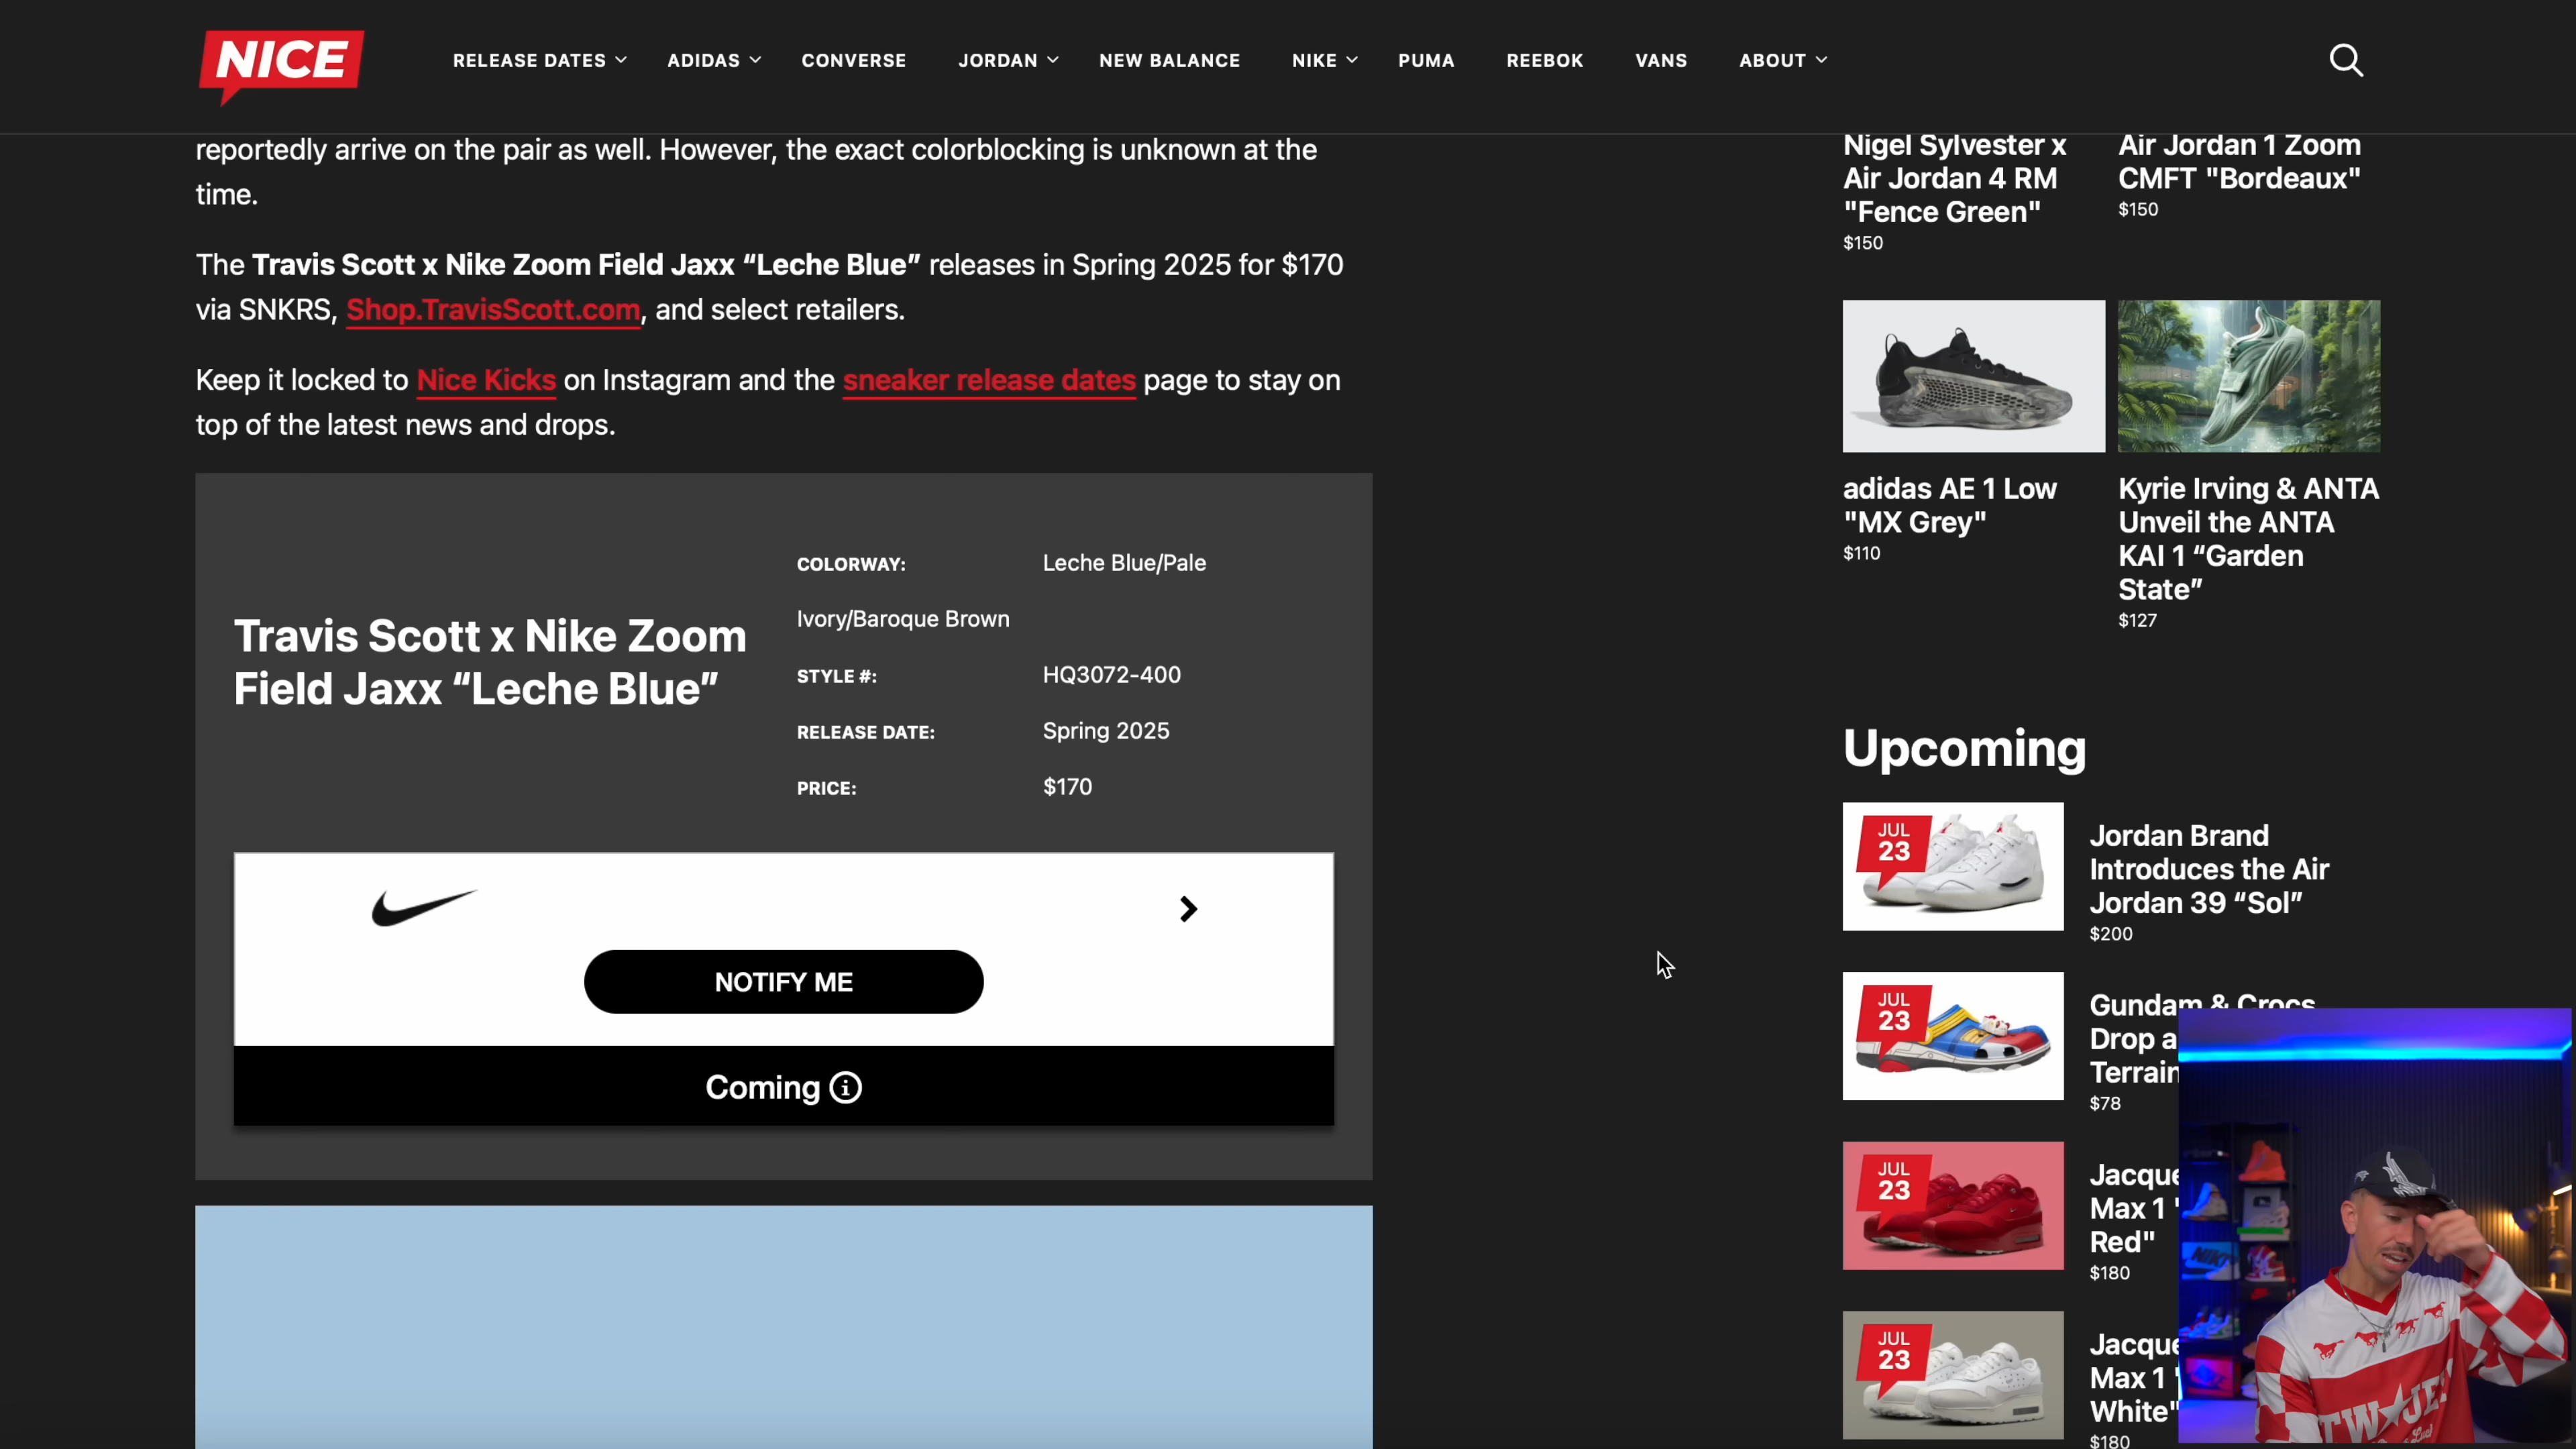 NICE
RELEASE DATES
ADIDAS
CONVERSE
JORDAN
NEW BALANCE
NIKE
PUMA
REEBOK
VANS
ABOUT
reportedly arrive on the pair as well. However, the exact colorblocking is unknown at the
time.
The Travis Scott x Nike Zoom Field Jaxx “Leche Blue” releases in Spring 2025 for $170
via SNKRS, Shop.TravisScott.com, and select retailers.
Keep it locked to Nice Kicks on Instagram and the sneaker release dates page to stay on
top of the latest news and drops.
Travis Scott x Nike Zoom
Field Jaxx “Leche Blue”
COLORWAY: Leche Blue/Pale
Ivory/Baroque Brown
STYLE #: HQ3072-400
RELEASE DATE: Spring 2025
PRICE: $170
NOTIFY ME
Coming
Nigel Sylvester x
Air Jordan 4 RM
"Fence Green"
$150
Air Jordan 1 Zoom
CMFT "Bordeaux"
$150
adidas AE 1 Low
"MX Grey"
$110
Kyrie Irving & ANTA
Unveil the ANTA
KAI 1 “Garden
State”
$127
Upcoming
JUL
23
Jordan Brand
Introduces the Air
Jordan 39 “Sol”
$200
JUL
23
Gundam & Crocs
Drop a
Terrain
$78
JUL
23
Jacque
Max 1 "
Red"
$180
JUL
23
Jacque
Max 1 "
White"
$180